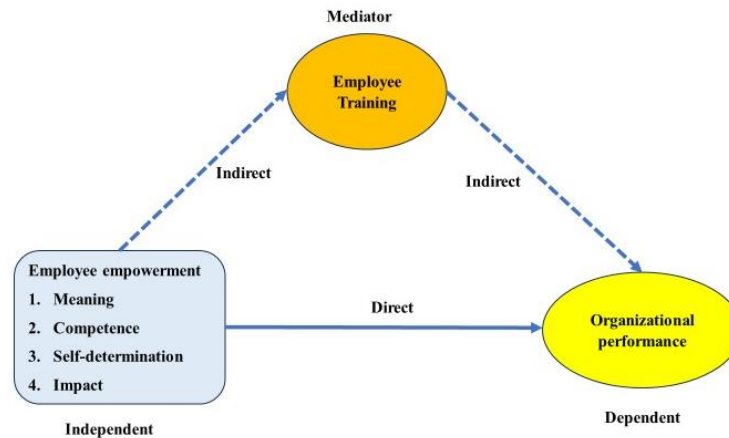 Mediator
Employee
Training
Indirect
Indirect
Employee empowerment
1. Meaning
2. Competence
3. Self-determination
4. Impact
Direct
Organizational
performance
Independent
Dependent